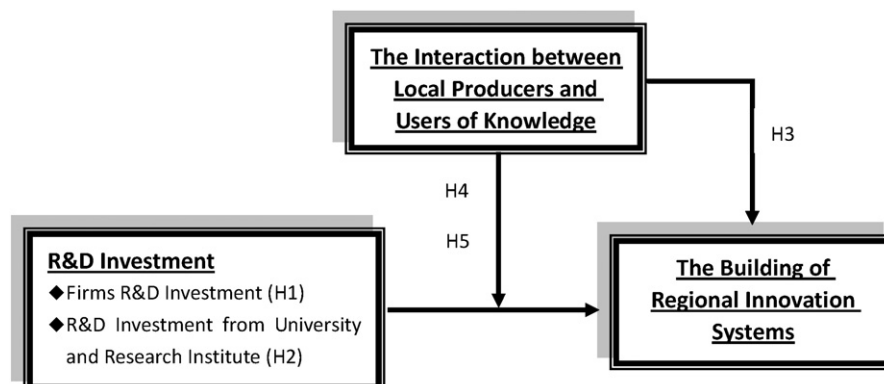 The Interaction between
Local Producers and
Users of Knowledge
H3
H4
H5
R&D Investment
◆Firms R&D Investment (H1)
◆R&D Investment from University
and Research Institute (H2)
The Building of
Regional Innovation
Systems